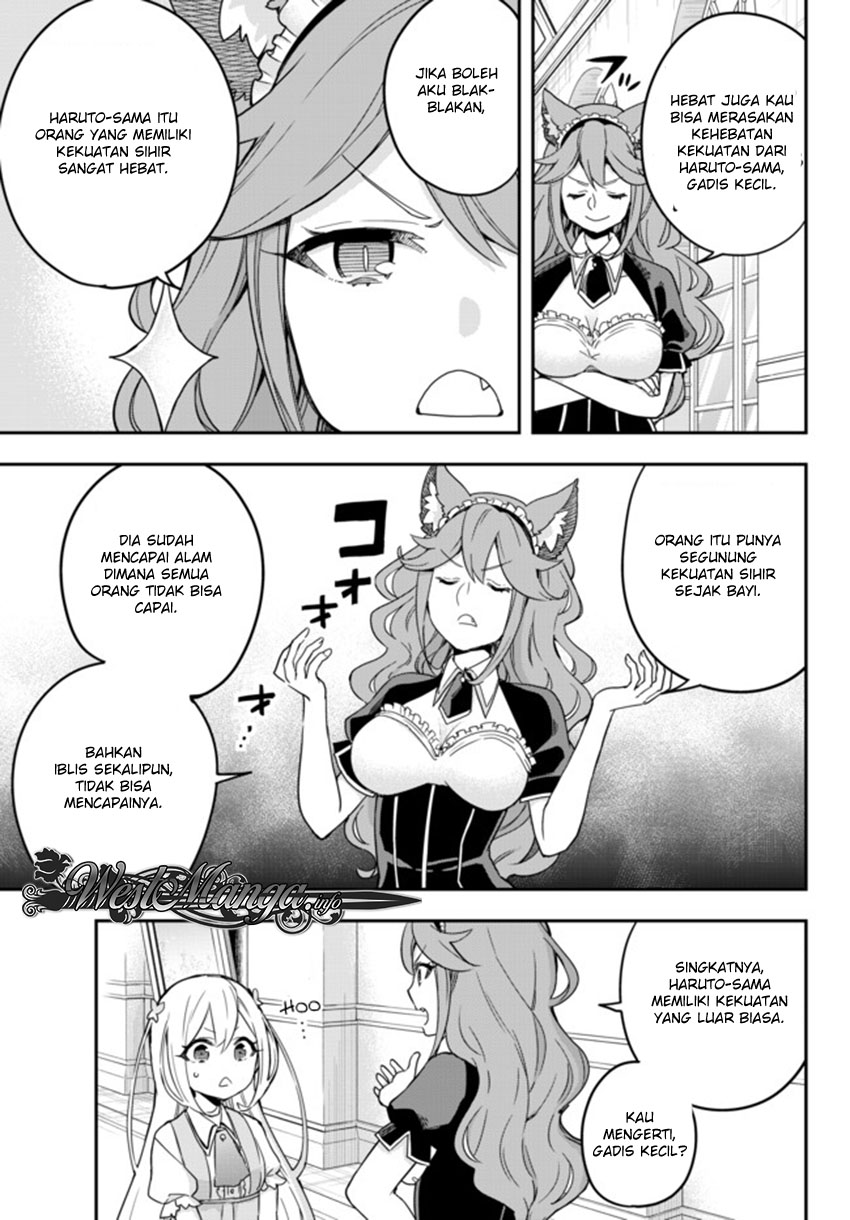 HEBAT JUGA KAU
BISA MERASAKAN
KEHEBATAN
KEKUATAN DARI
HARUTO-SAMA,
GADIS KECIL.
JIKA BOLEH
AKU BLAK-
BLAKAN,
HARUTO-SAMA ITU
ORANG YANG MEMILIKI
KEKUATAN SIHIR
SANGAT HEBAT.
ORANG ITU PUNYA
SEGUNUNG
KEKUATAN SIHIR
SEJAK BAYI.
DIA SUDAH
MENCAPAI ALAM
DIMANA SEMUA
ORANG TIDAK BISA
CAPAI.
BAHKAN
IBLIS SEKALIPUN,
TIDAK BISA
MENCAPAINYA.
WestManga.info
SINGKATNYA,
HARUTO-SAMA
MEMILIKI KEKUATAN
YANG LUAR BIASA.
HOO
KAU
MENGERTI,
GADIS KECIL?